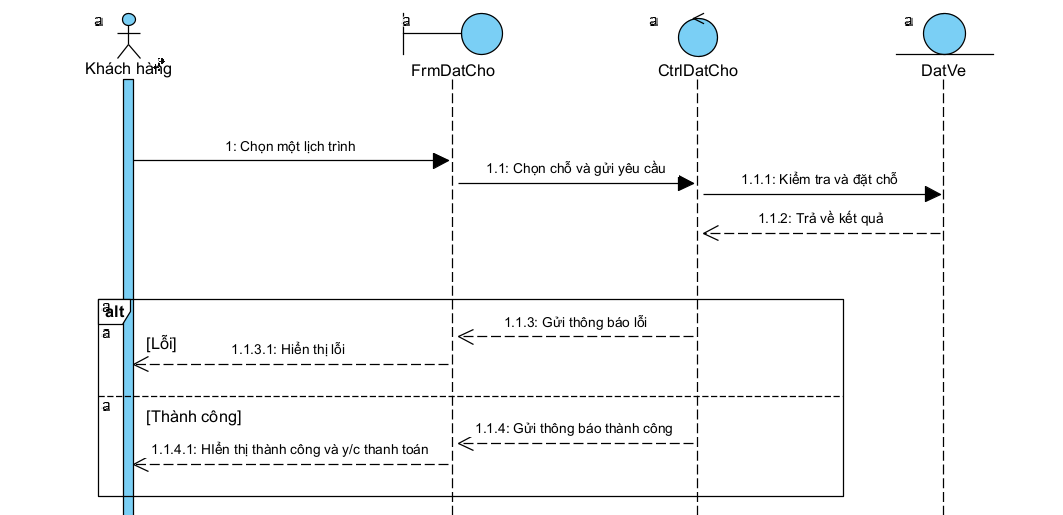 a
a
a
a
Khách hàng
FrmDatCho
CtrlDatCho
DatVe
1: Chọn một lịch trình
1.1: Chọn chỗ và gửi yêu cầu
1.1.1: Kiểm tra và đặt chỗ
1.1.2: Trả về kết quả
a
alt
a
1.1.3: Gửi thông báo lỗi
[Lỗi]
1.1.3.1: Hiển thị lỗi
a
[Thành công]
1.1.4: Gửi thông báo thành công
1.1.4.1: HIển thị thành công và y/c thanh toán